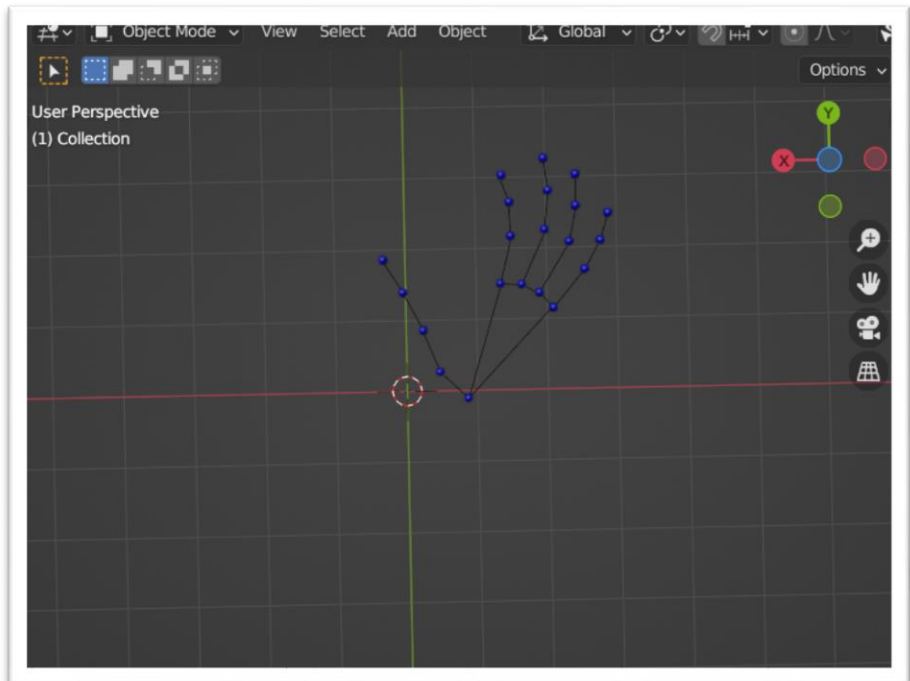 Object Mode View Select Add Object Global
Options
User Perspective
(1) Collection
Y
X